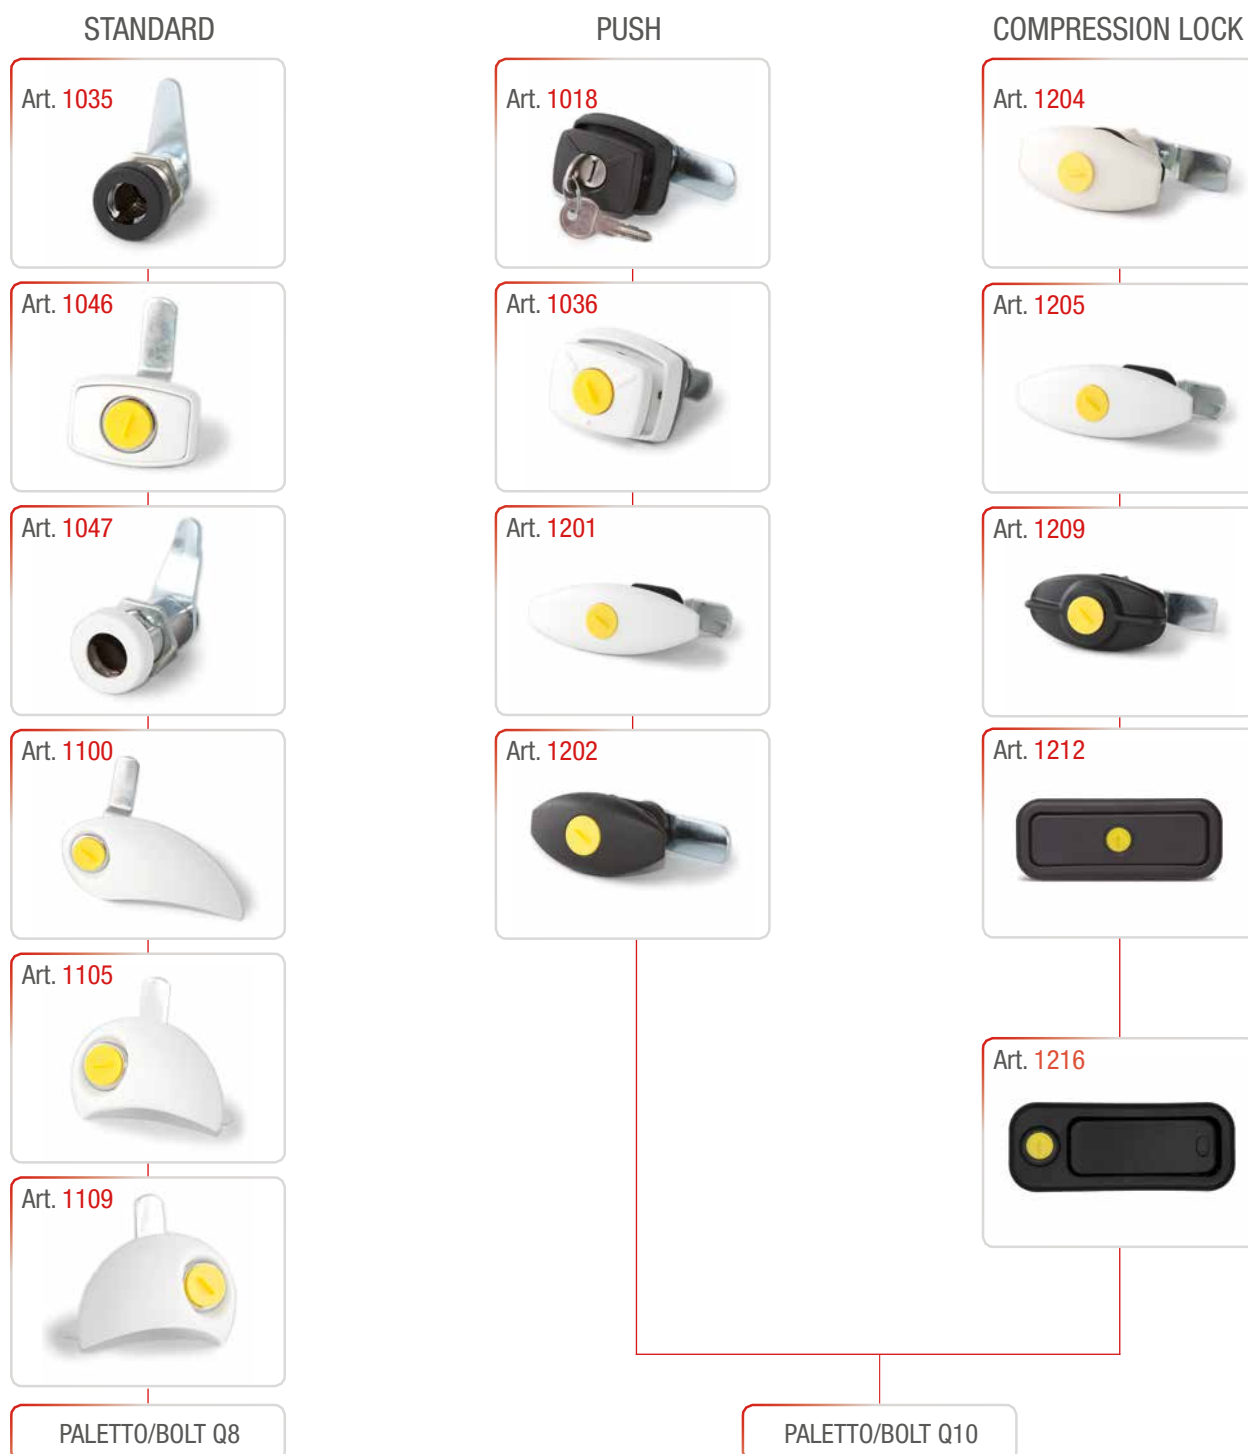 STANDARD
Art. 1035
Art. 1046
Art. 1047
Art. 1100
Art. 1105
Art. 1109
PALETTO/BOLT Q8
PUSH
Art. 1018
Art. 1036
Art. 1201
Art. 1202
COMPRESSION LOCK
Art. 1204
Art. 1205
Art. 1209
Art. 1212
Art. 1216
PALETTO/BOLT Q10